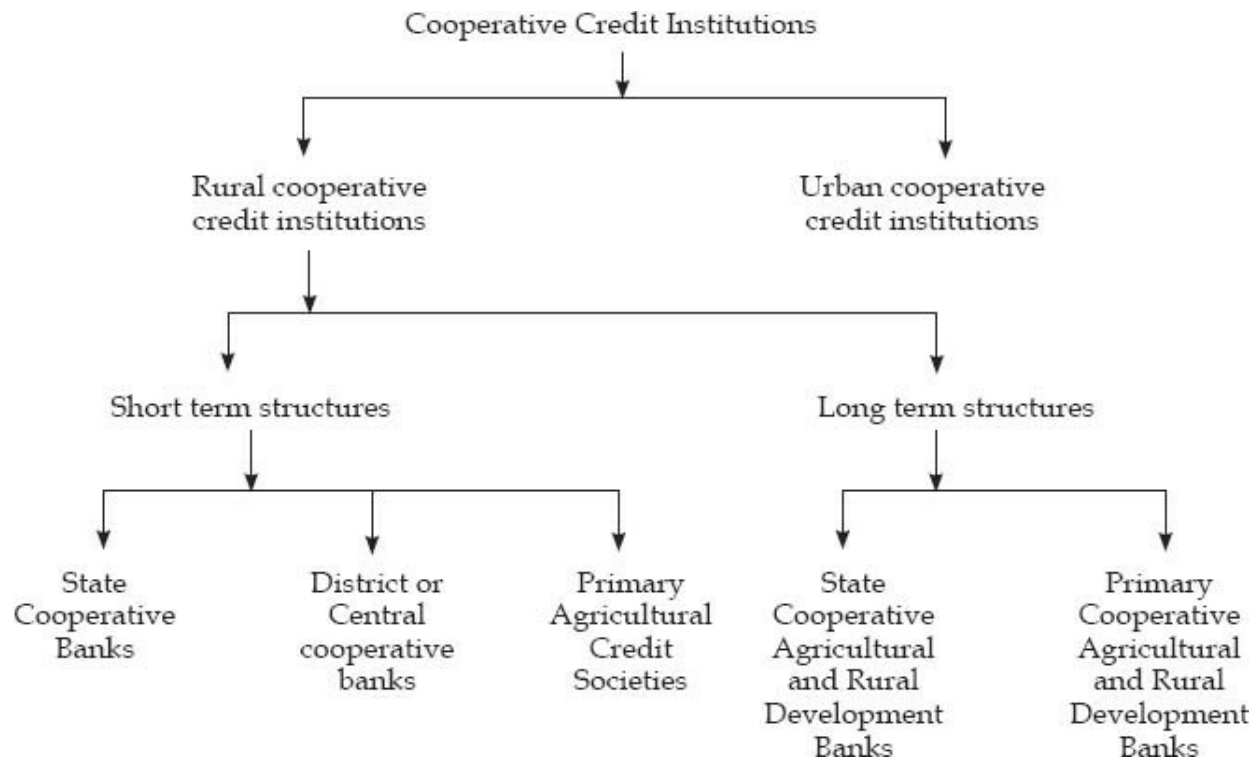 Cooperative Credit Institutions
Rural cooperative
credit institutions
Urban cooperative
credit institutions
Short term structures
Long term structures
State
Cooperative
Banks
District or
Central
cooperative
banks
Primary
Agricultural
Credit
Societies
State
Cooperative
Agricultural
and Rural
Development
Banks
Primary
Cooperative
Agricultural
and Rural
Development
Banks